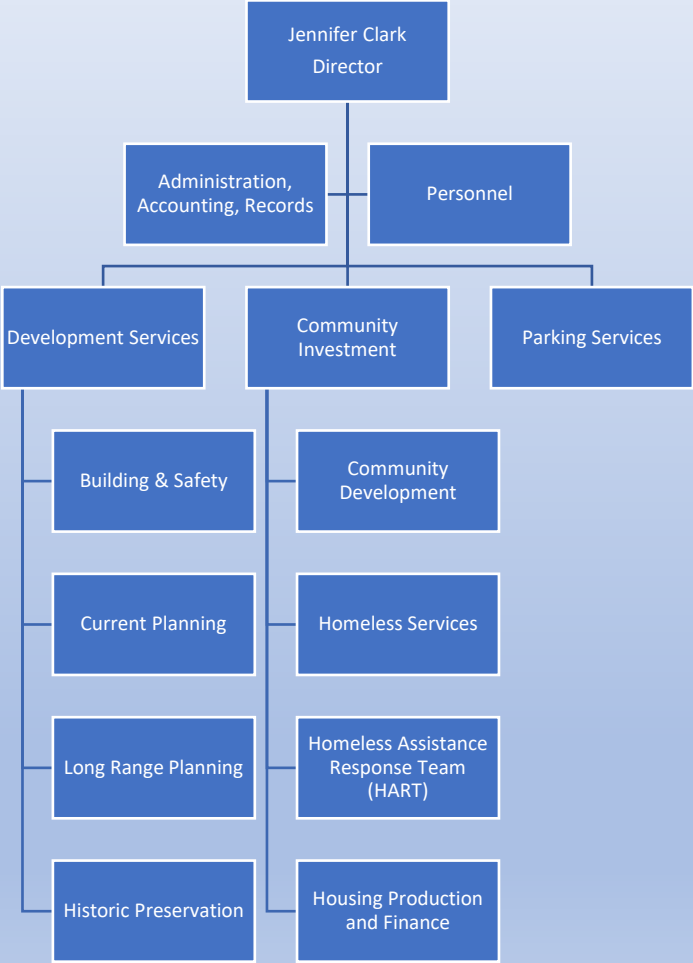 Jennifer Clark
Director
Administration,
Accounting, Records
Personnel
Development Services
Community
Investment
Parking Services
Building & Safety
Community
Development
Current Planning
Homeless Services
Long Range Planning
Homeless Assistance
Response Team
(HART)
Historic Preservation
Housing Production
and Finance